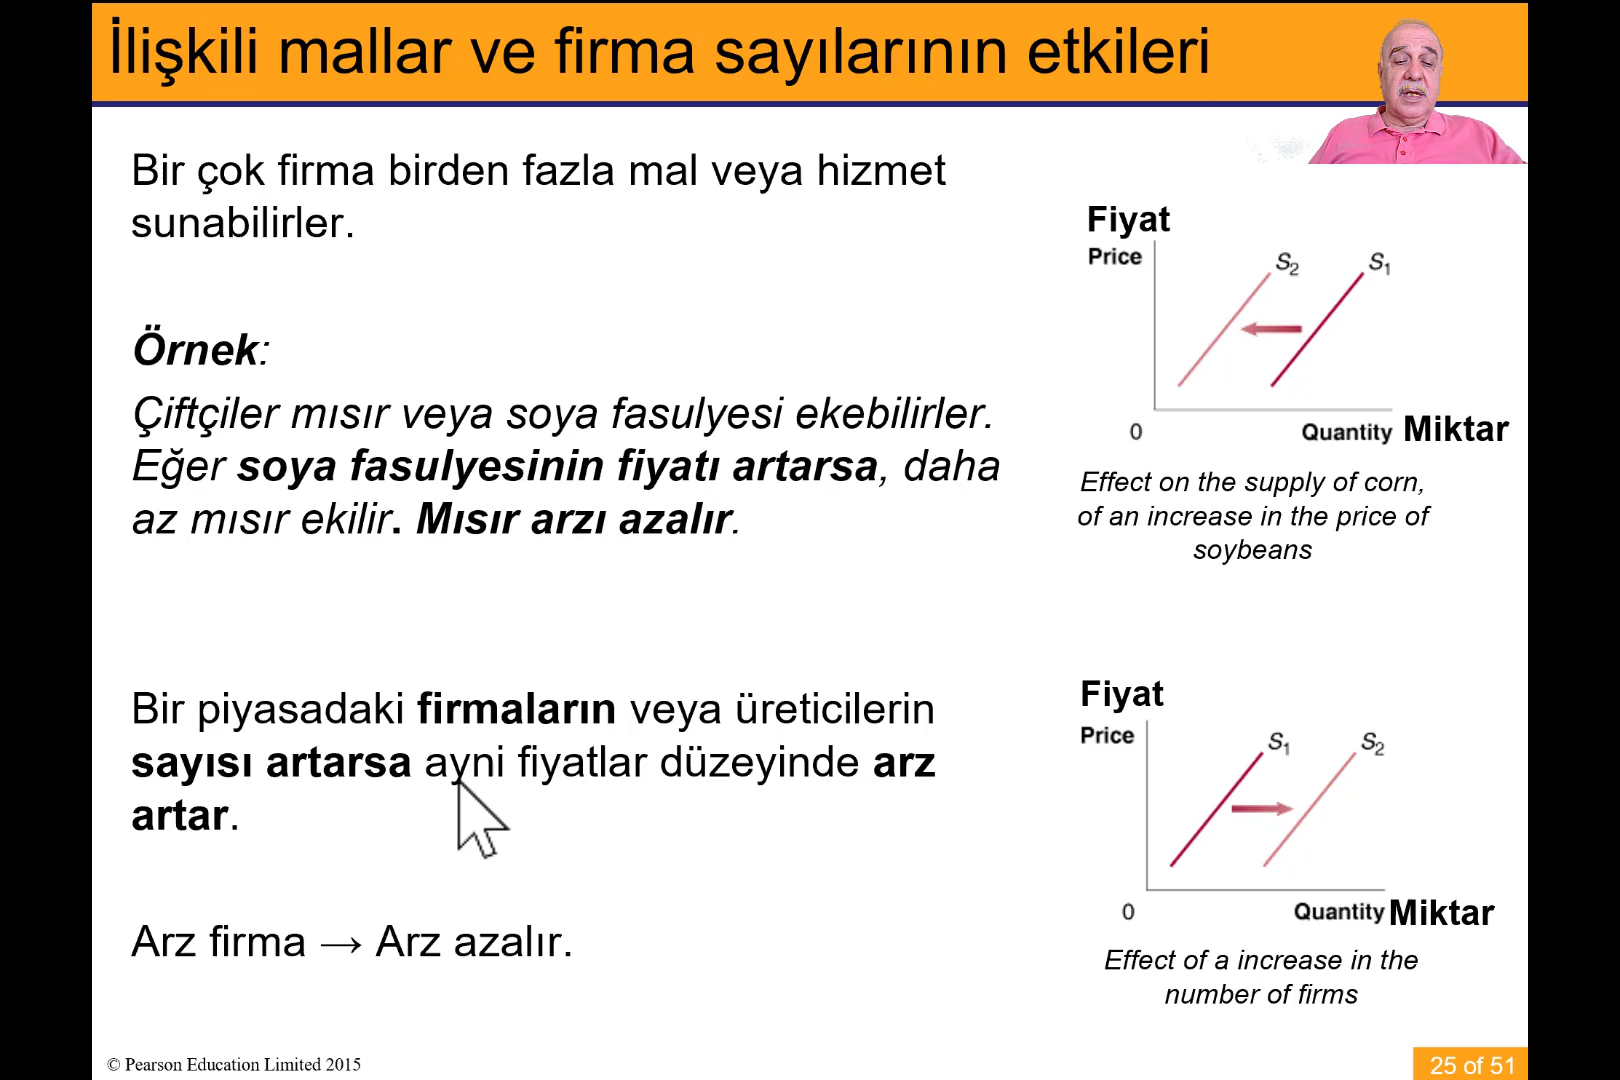 İlişkili mallar ve firma sayılarının etkileri
Bir çok firma birden fazla mal veya hizmet
sunabilirler.
Örnek:
Çiftçiler mısır veya soya fasulyesi ekebilirler.
Eğer soya fasulyesinin fiyatı artarsa, daha
az mısır ekilir. Mısır arzı azalır.
Fiyat
Price
S2
S1
0
Quantity Miktar
Effect on the supply of corn,
of an increase in the price of
soybeans
Bir piyasadaki firmaların veya üreticilerin
sayısı artarsa ayni fiyatlar düzeyinde arz
artar.
Arz firma → Arz azalır.
Fiyat
Price
S1
S2
0
Quantity Miktar
Effect of a increase in the
number of firms
© Pearson Education Limited 2015
25 of 51